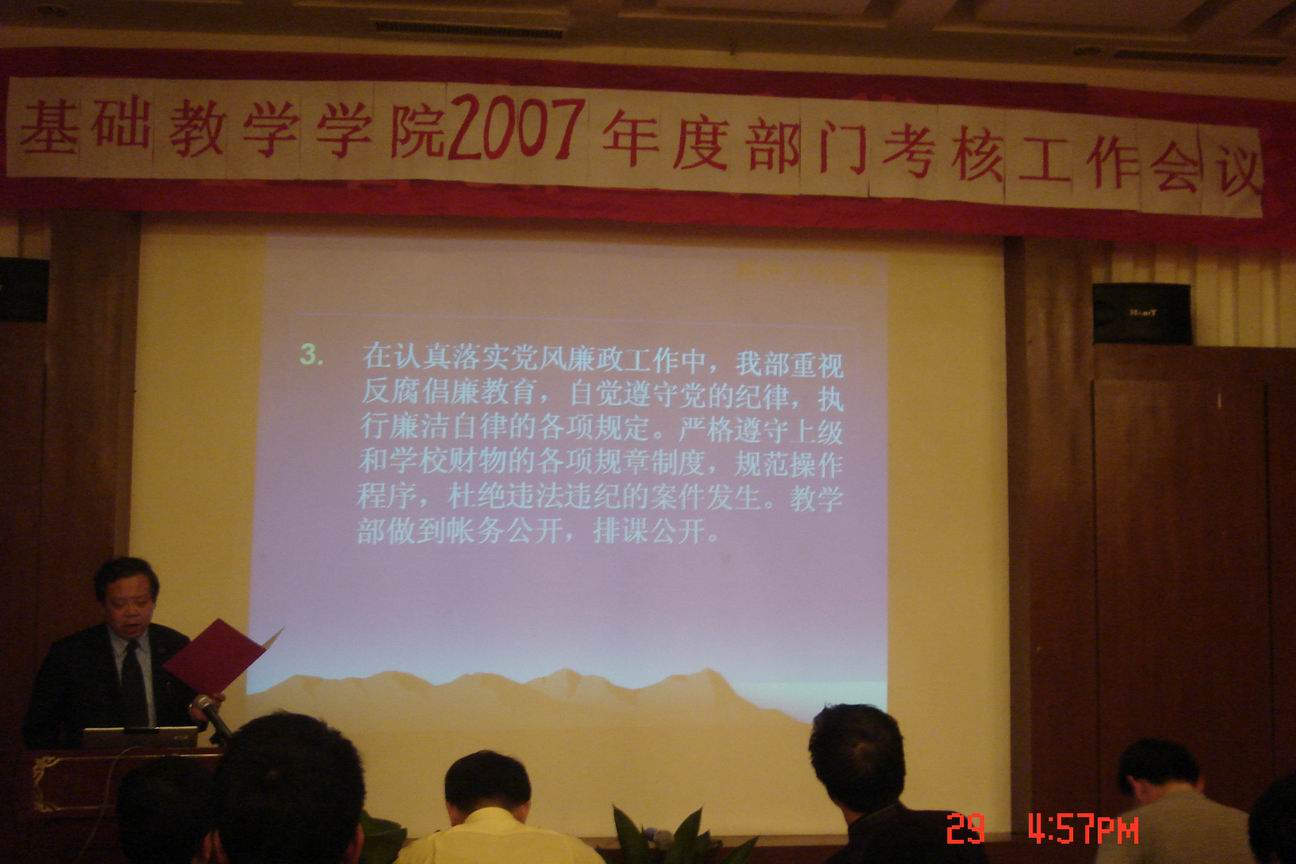 基础教学学院2007年度部门考核工作会议
3. 在认真落实党风廉政工作中，我部重视
反腐倡廉教育，自觉遵守党的纪律，执
行廉洁自律的各项规定。严格遵守上级
和学校财物的各项规章制度，规范操作
程序，杜绝违法违纪的案件发生。教学
部做到帐务公开，排课公开。
29 4:57PM